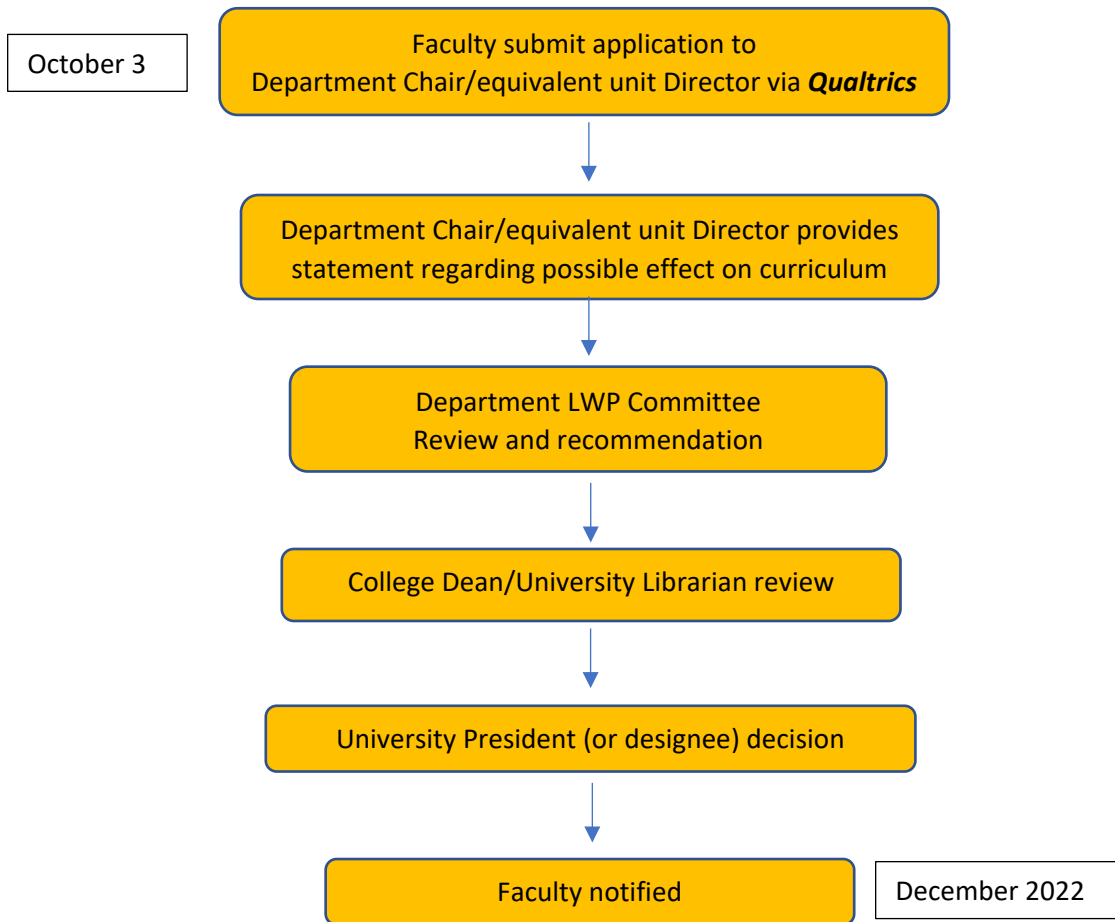 October 3
Faculty submit application to
Department Chair/equivalent unit Director via Qualtrics
Department Chair/equivalent unit Director provides
statement regarding possible effect on curriculum
Department LWP Committee
Review and recommendation
College Dean/University Librarian review
University President (or designee) decision
Faculty notified
December 2022